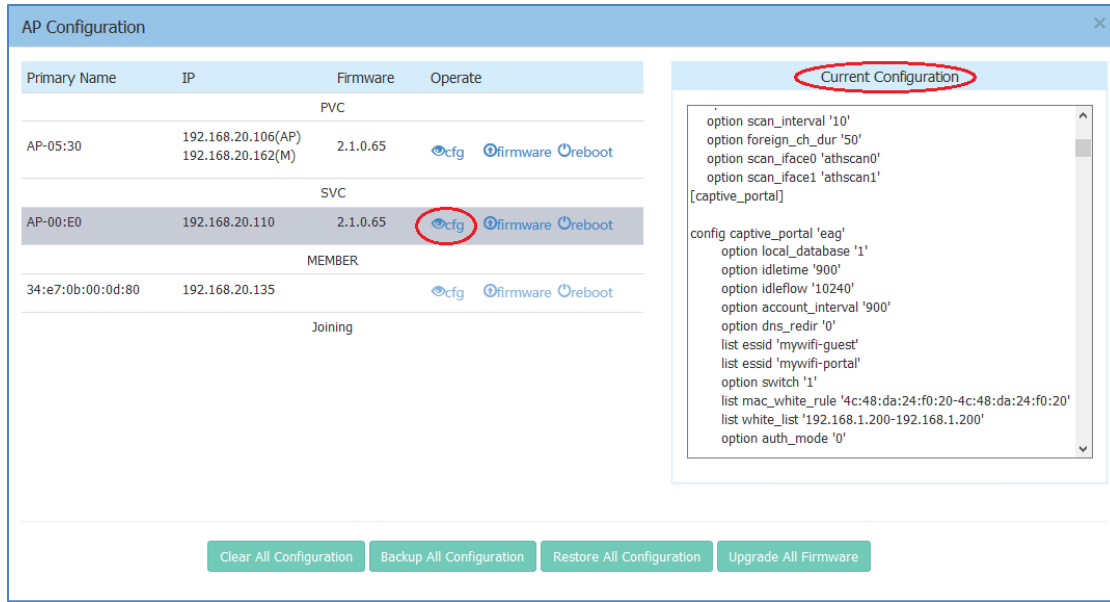 AP Configuration
×
Primary Name IP Firmware Operate
PVC
AP-05:30 192.168.20.106(AP) 2.1.0.65 cfg firmware reboot
192.168.20.162(M)
SVC
AP-00:E0 192.168.20.110 2.1.0.65 cfg firmware reboot
MEMBER
34:e7:0b:00:0d:80 192.168.20.135 cfg firmware reboot
Joining
Current Configuration
option scan_interval '10'
option foreign_ch_dur '50'
option scan_iface0 'athscan0'
option scan_iface1 'athscan1'
[captive_portal]
config captive_portal 'eag'
option local_database '1'
option idletime '900'
option idleflow '10240'
option account_interval '900'
option dns_redir '0'
list essid 'mywifi-guest'
list essid 'mywifi-portal'
option switch '1'
list mac_white_rule '4c:48:da:24:f0:20-4c:48:da:24:f0:20'
list white_list '192.168.1.200-192.168.1.200'
option auth_mode '0'
Clear All Configuration Backup All Configuration Restore All Configuration Upgrade All Firmware